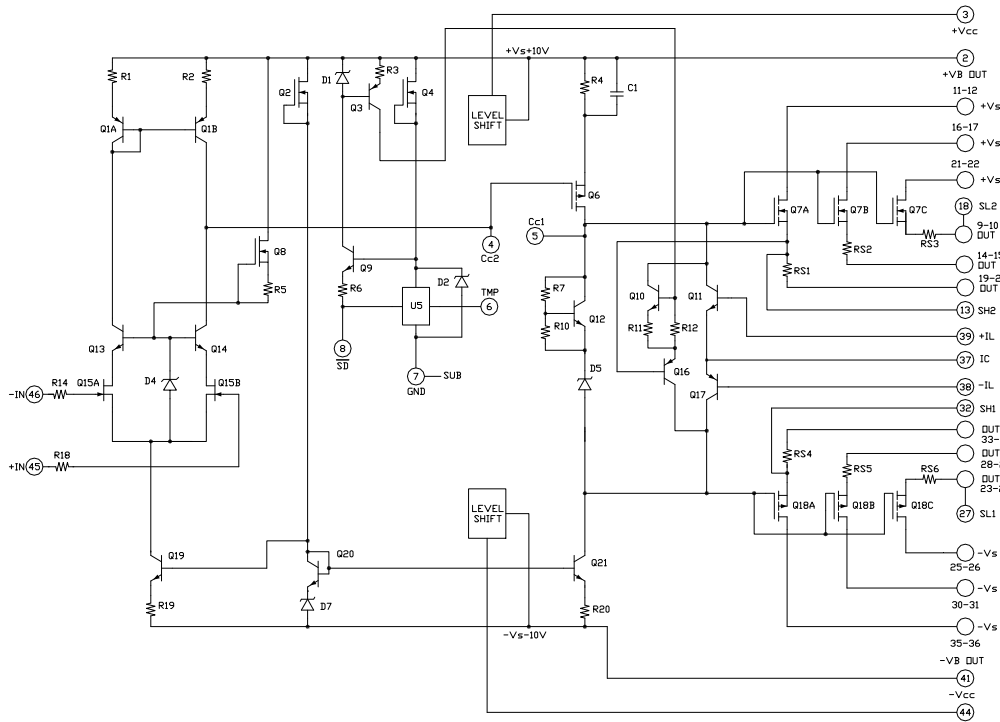 3
+Vcc
+Vs+10V
2
+VB OUT
R1
R2
Q2
D1
R3
Q3
Q4
LEVEL
SHIFT
R4
C1
11-12
+Vs
16-17
+Vs
21-22
+Vs
Q1A
Q1B
Q6
Q7A
Q7B
Q7C
18
SL2
9-10
OUT
RS3
Cc1
5
4
Cc2
Q8
R5
Q9
R6
D2
U5
TMP
6
RS1
RS2
14-15
OUT
OUT
13
SH2
R7
R10
Q12
Q10
R11
R12
Q11
39
+IL
37
IC
8
SD
7
SUB
GND
Q13
Q14
D4
D5
Q16
Q17
38
-IL
-IN
46
R14
Q15A
Q15B
32
SH1
OUT
+IN
45
R18
RS4
RS5
RS6
OUT
OUT
27
SL1
Q18A
Q18B
Q18C
LEVEL
SHIFT
-Vs
25-26
-Vs
30-31
-Vs
35-36
Q19
Q20
Q21
R19
D7
R20
-Vs-10V
-VB OUT
41
-Vcc
44